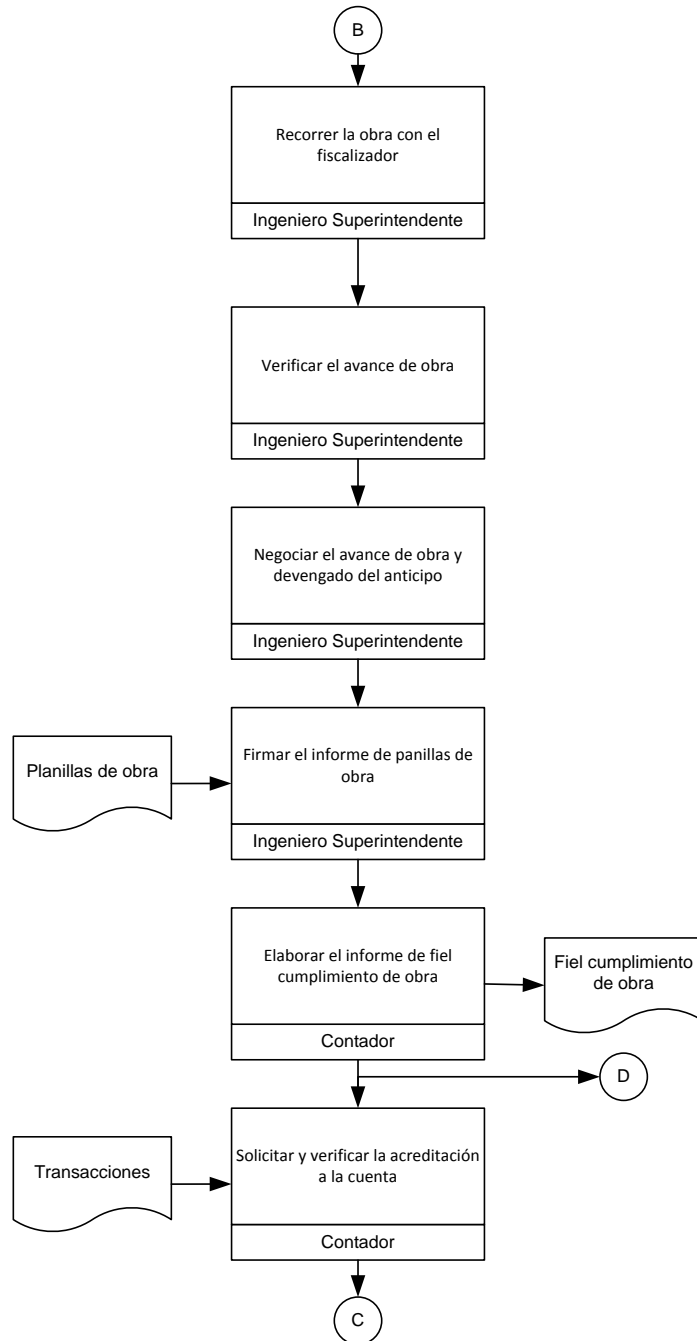 B
Recorrer la obra con el
fiscalizador
Ingeniero Superintendente
Verificar el avance de obra
Ingeniero Superintendente
Negociar el avance de obra y
devengado del anticipo
Ingeniero Superintendente
Planillas de obra
Firmar el informe de panillas de
obra
Ingeniero Superintendente
Elaborar el informe de fiel
cumplimiento de obra
Contador
Fiel cumplimiento
de obra
D
Transacciones
Solicitar y verificar la acreditación
a la cuenta
Contador
C